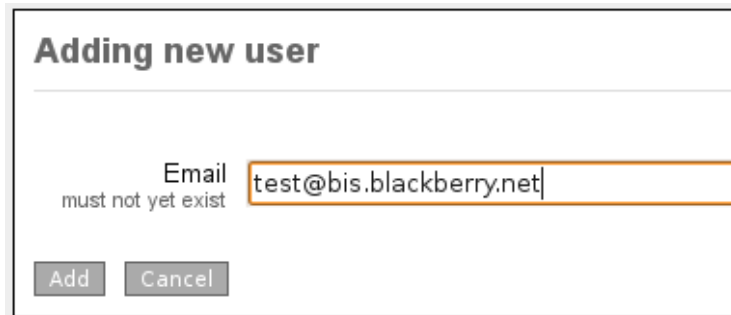 Adding new user
Email
must not yet exist
test@bis.blackberry.net
Add
Cancel